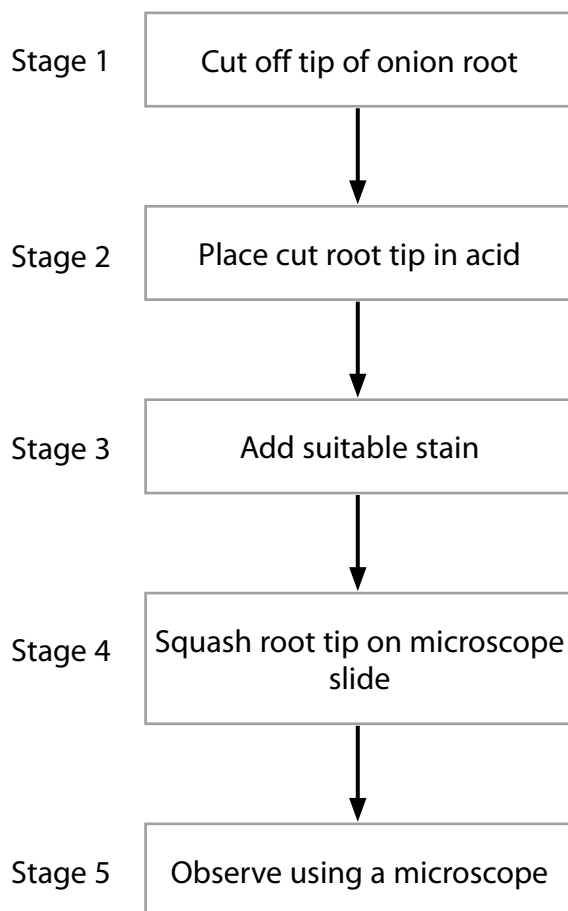 Stage 1
Cut off tip of onion root
Stage 2
Place cut root tip in acid
Stage 3
Add suitable stain
Stage 4
Squash root tip on microscope
slide
Stage 5
Observe using a microscope